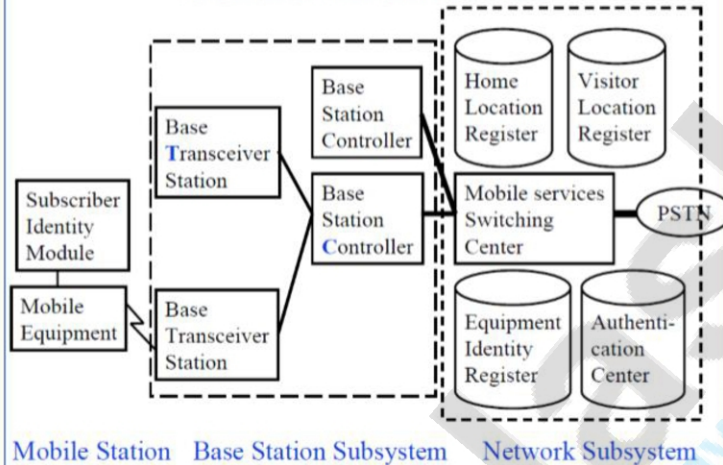 Home
Location
Register
Visitor
Location
Register
Base
Station
Controller
Base
Transceiver
Station
Subscriber
Identity
Module
Base
Station
Controller
Mobile services
Switching
Center
PSTN
Mobile
Equipment
Base
Transceiver
Station
Equipment
Identity
Register
Authenti-
cation
Center
Mobile Station Base Station Subsystem Network Subsystem